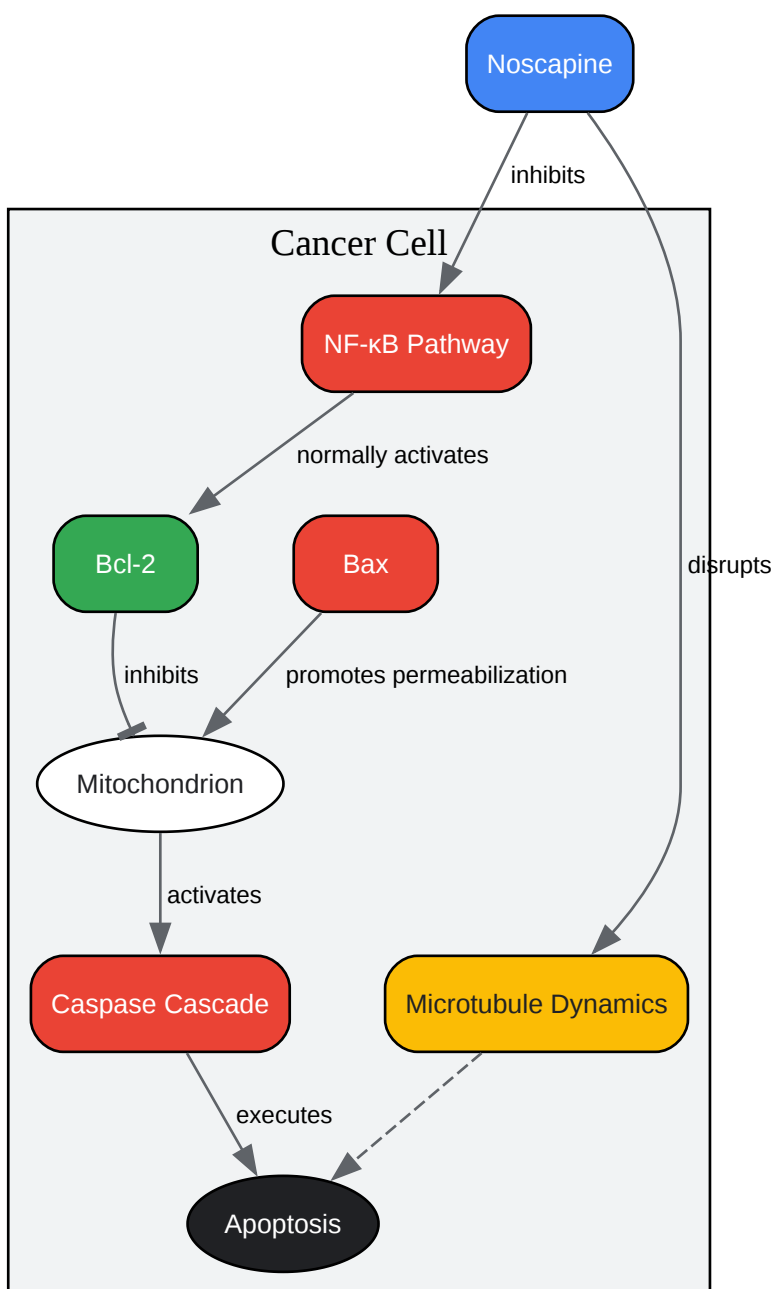 Noscapine
inhibits
Cancer Cell
NF-κB Pathway
normally activates
Bcl-2
Bax
disrupts
inhibits
promotes permeabilization
Mitochondrion
activates
Caspase Cascade
Microtubule Dynamics
executes
Apoptosis